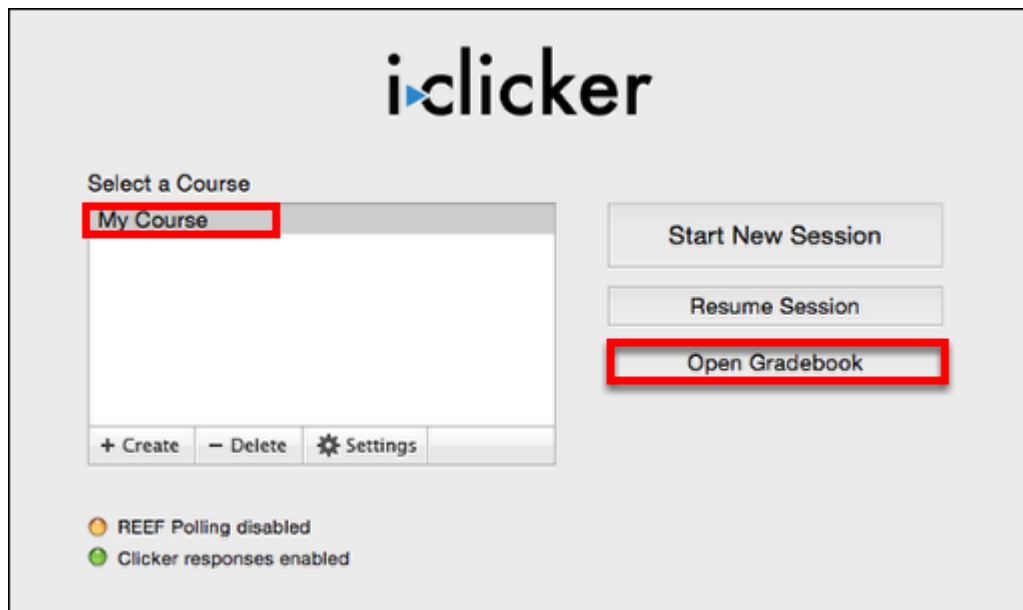 i>clicker
Select a Course
My Course
Start New Session
Resume Session
Open Gradebook
+ Create
− Delete
Settings
REEF Polling disabled
Clicker responses enabled